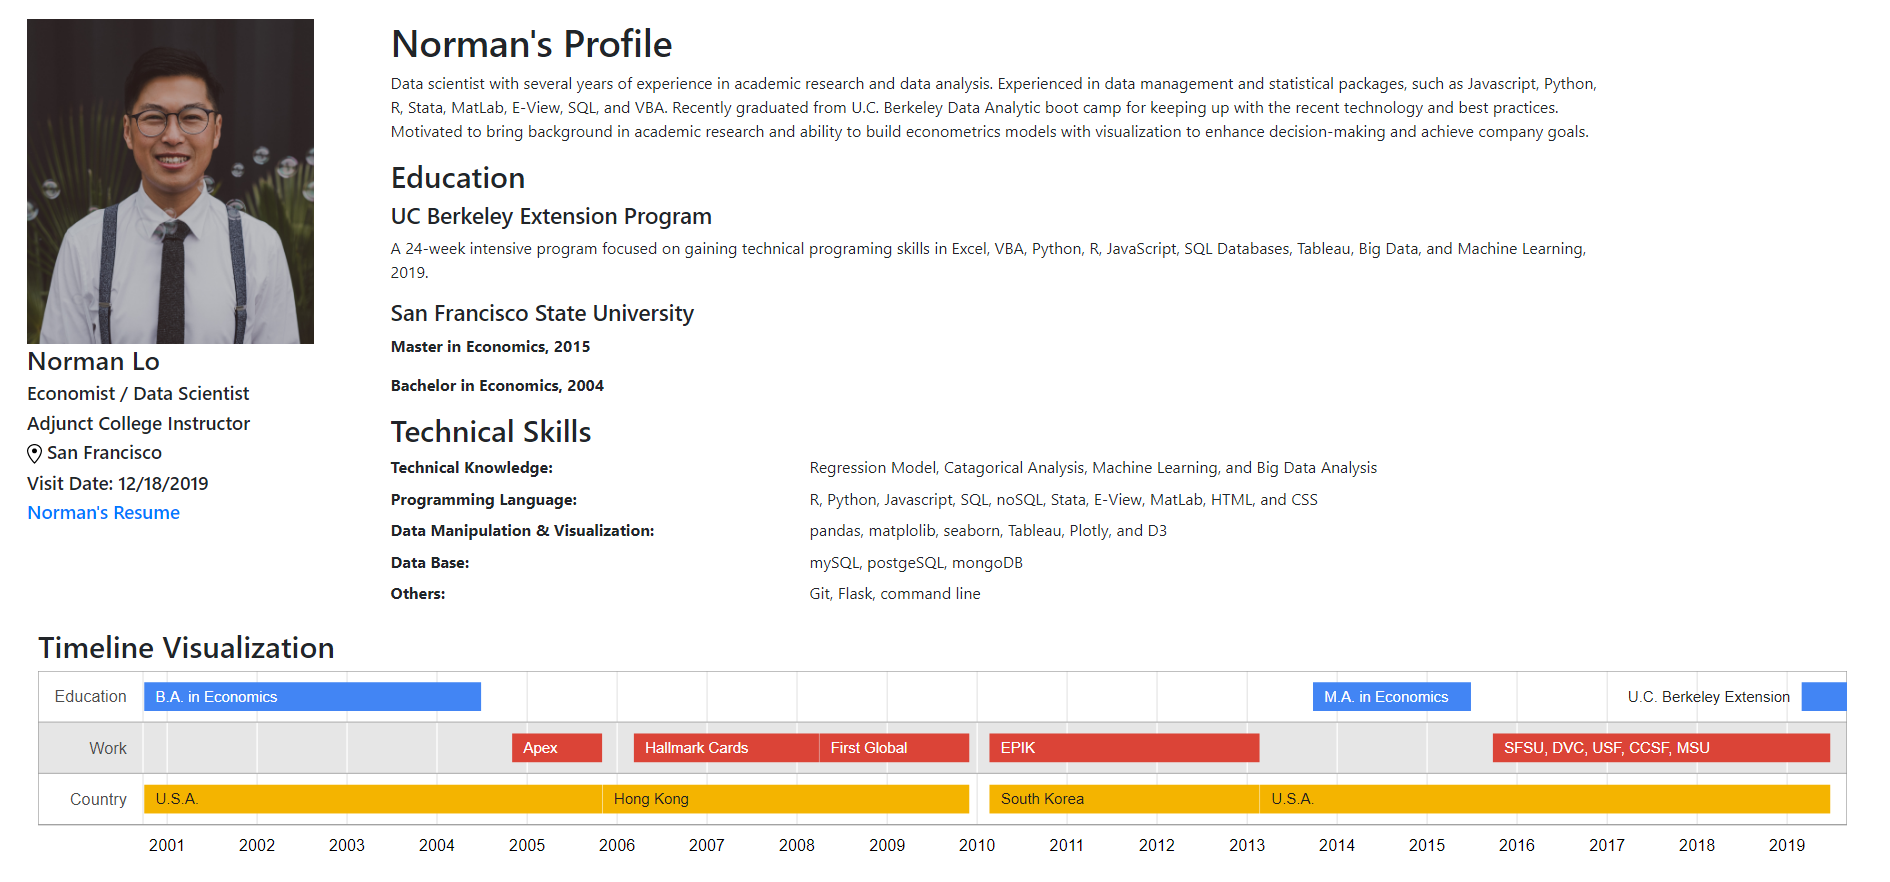 Norman Lo
Economist / Data Scientist
Adjunct College Instructor
San Francisco
Visit Date: 12/18/2019
Norman's Resume
Norman's Profile
Data scientist with several years of experience in academic research and data analysis. Experienced in data management and statistical packages, such as Javascript, Python,
R, Stata, MatLab, E-View, SQL, and VBA. Recently graduated from U.C. Berkeley Data Analytic boot camp for keeping up with the recent technology and best practices.
Motivated to bring background in academic research and ability to build econometrics models with visualization to enhance decision-making and achieve company goals.
Education
UC Berkeley Extension Program
A 24-week intensive program focused on gaining technical programing skills in Excel, VBA, Python, R, JavaScript, SQL Databases, Tableau, Big Data, and Machine Learning,
2019.
San Francisco State University
Master in Economics, 2015
Bachelor in Economics, 2004
Technical Skills
Technical Knowledge: Regression Model, Catagorical Analysis, Machine Learning, and Big Data Analysis
Programming Language: R, Python, Javascript, SQL, noSQL, Stata, E-View, MatLab, HTML, and CSS
Data Manipulation & Visualization: pandas, matplolib, seaborn, Tableau, Plotly, and D3
Data Base: mySQL, postgeSQL, mongoDB
Others: Git, Flask, command line
Timeline Visualization
Education B.A. in Economics M.A. in Economics U.C. Berkeley Extension
Work Apex Hallmark Cards First Global EPIK SFSU, DVC, USF, CCSF, MSU
Country U.S.A. Hong Kong South Korea U.S.A.
2001 2002 2003 2004 2005 2006 2007 2008 2009 2010 2011 2012 2013 2014 2015 2016 2017 2018 2019